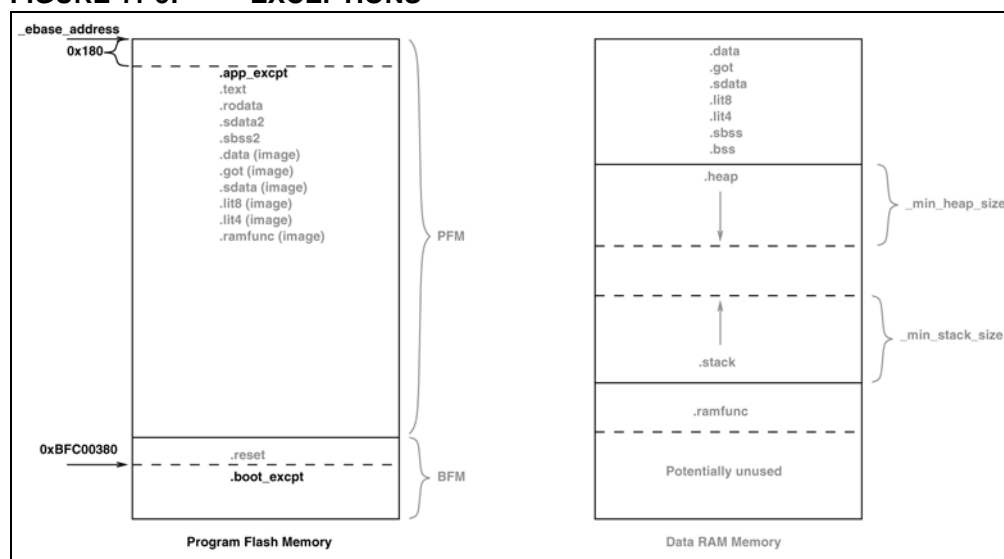 FIGURE EXCEPTIONS
_ebase_address
0x180
.app_excpt
.text
.rodata
.sdata2
.sbss2
.data (image)
.got (image)
.sdata (image)
.lit8 (image)
.lit4 (image)
.ramfunc (image)
PFM
0xBFC00380
.reset
.boot_excpt
BFM
Program Flash Memory
.data
.got
.sdata
.lit8
.lit4
.sbss
.bss
.heap
_min_heap_size
_min_stack_size
.stack
.ramfunc
Potentially unused
Data RAM Memory